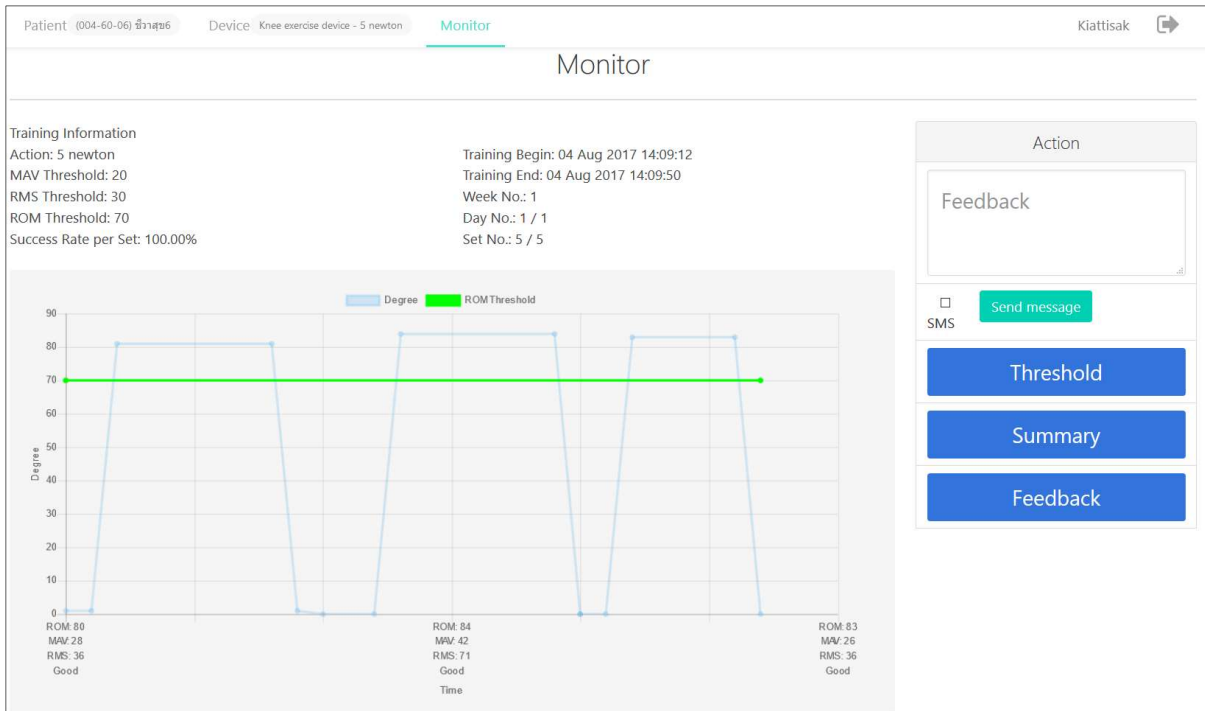 Patient (004-60-06) ชีวาสุข6 Device Knee exercise device - 5 newton Monitor Kiattisak
Monitor
Training Information
Action: 5 newton
MAV Threshold: 20
RMS Threshold: 30
ROM Threshold: 70
Success Rate per Set: 100.00%
Training Begin: 04 Aug 2017 14:09:12
Training End: 04 Aug 2017 14:09:50
Week No.: 1
Day No.: 1 / 1
Set No.: 5 / 5
Degree ROM Threshold
90
80
70
60
50
40
30
20
10
0
Degree
ROM: 80
MAV: 28
RMS: 36
Good
ROM: 84
MAV: 42
RMS: 71
Good
ROM: 83
MAV: 26
RMS: 36
Good
Time
Action
Feedback
SMS
Send message
Threshold
Summary
Feedback